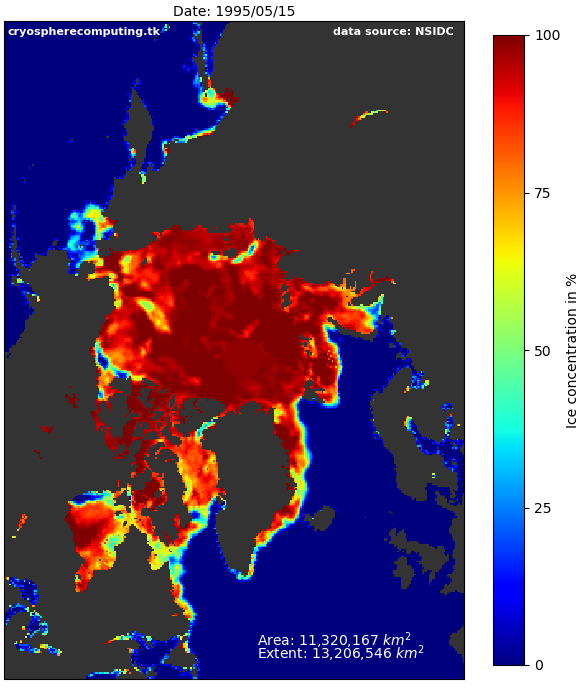 Date: 1995/05/15
cryospherecomputing.tk
data source: NSIDC
100
75
50
25
0
Ice concentration in %
Area: 11,320,167 km²
Extent: 13,206,546 km²